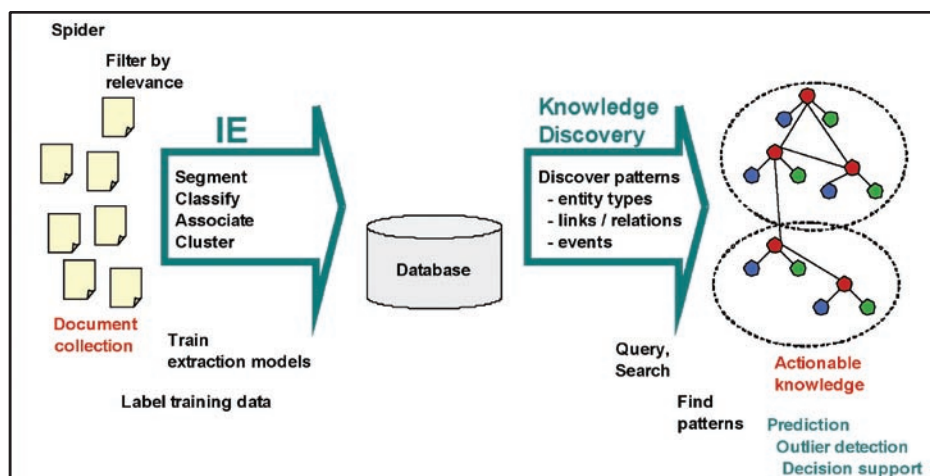 Spider
Filter by
relevance
IE
Segment
Classify
Associate
Cluster
Document
collection
Train
extraction models
Label training data
Database
Knowledge
Discovery
Discover patterns
- entity types
- links / relations
- events
Query,
Search
Find
patterns
Actionable
knowledge
Prediction
Outlier detection
Decision support